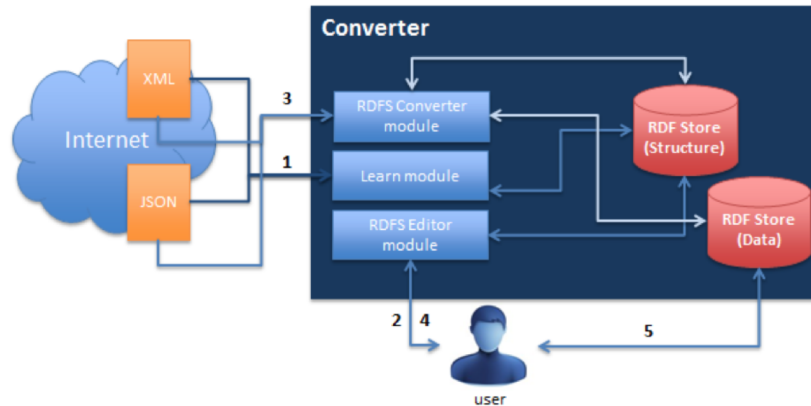 Converter
XML
Internet
JSON
3
1
RDFS Converter
module
Learn module
RDFS Editor
module
RDF Store
(Structure)
RDF Store
(Data)
2
4
5
user